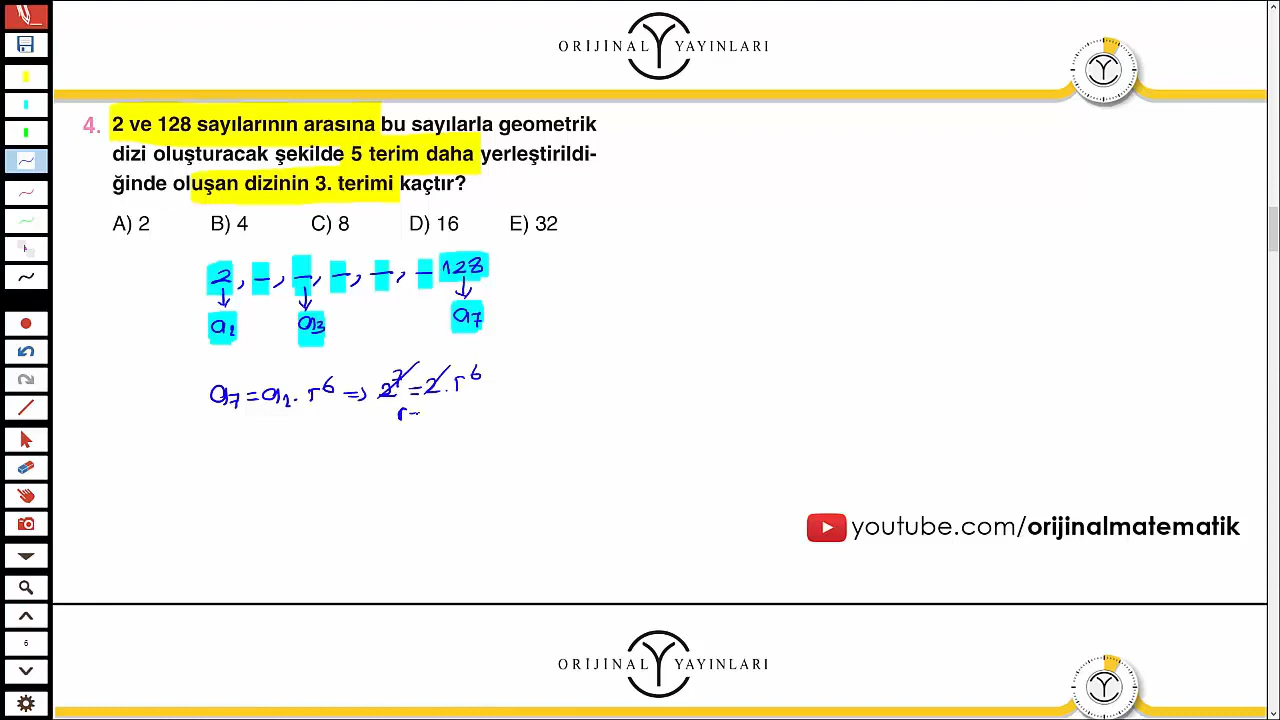 ORİJİNAL YAYINLARI
4. 2 ve 128 sayılarının arasına bu sayılarla geometrik
dizi oluşturacak şekilde 5 terim daha yerleştirildi-
ğinde oluşan dizinin 3. terimi kaçtır?
A) 2 B) 4 C) 8 D) 16 E) 32
2, _, _, _, _, _ 128
a₁ a₃ a₇
a₇ = a₁ . r⁶ => 2⁷ = 2 . r⁶
r -
youtube.com/orijinalmatematik
6
ORİJİNAL YAYINLARI